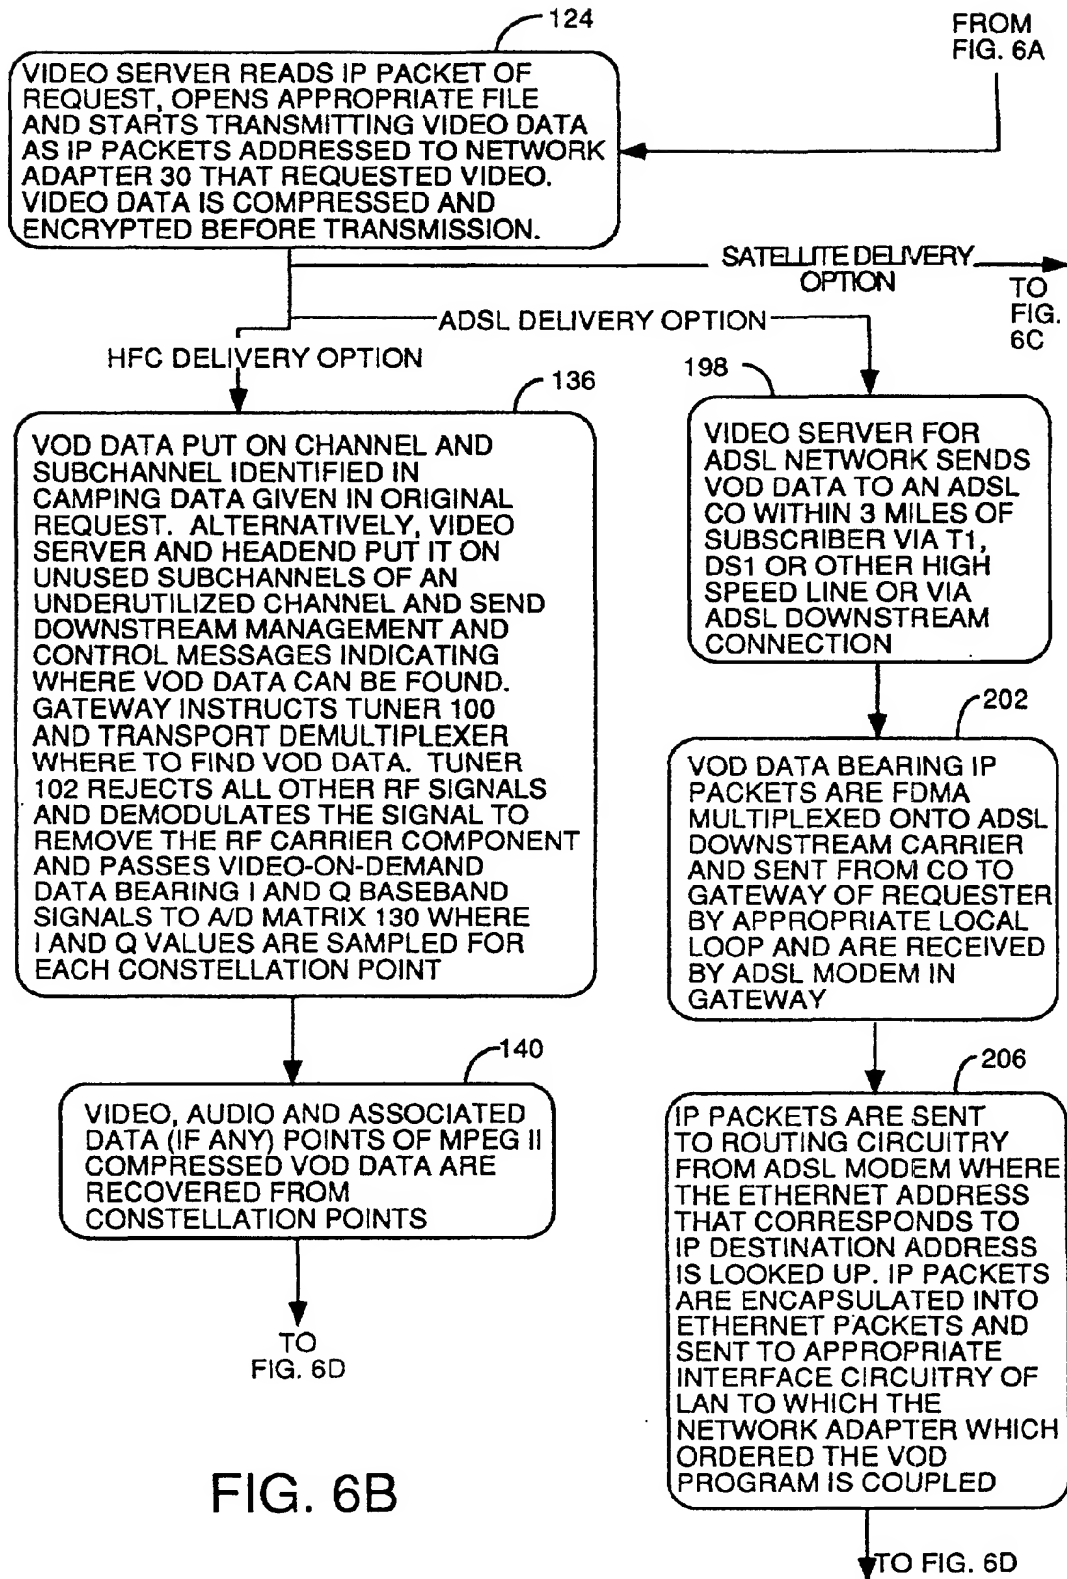 124
FROM
FIG. 6A
VIDEO SERVER READS IP PACKET OF
REQUEST, OPENS APPROPRIATE FILE
AND STARTS TRANSMITTING VIDEO DATA
AS IP PACKETS ADDRESSED TO NETWORK
ADAPTER 30 THAT REQUESTED VIDEO.
VIDEO DATA IS COMPRESSED AND
ENCRYPTED BEFORE TRANSMISSION.
SATELLITE DELIVERY
OPTION
TO
FIG.
6C
ADSL DELIVERY OPTION
HFC DELIVERY OPTION
136
VOD DATA PUT ON CHANNEL AND
SUBCHANNEL IDENTIFIED IN
CAMPING DATA GIVEN IN ORIGINAL
REQUEST. ALTERNATIVELY, VIDEO
SERVER AND HEADEND PUT IT ON
UNUSED SUBCHANNELS OF AN
UNDERUTILIZED CHANNEL AND SEND
DOWNSTREAM MANAGEMENT AND
CONTROL MESSAGES INDICATING
WHERE VOD DATA CAN BE FOUND.
GATEWAY INSTRUCTS TUNER 100
AND TRANSPORT DEMULTIPLEXER
WHERE TO FIND VOD DATA. TUNER
102 REJECTS ALL OTHER RF SIGNALS
AND DEMODULATES THE SIGNAL TO
REMOVE THE RF CARRIER COMPONENT
AND PASSES VIDEO-ON-DEMAND
DATA BEARING I AND Q BASEBAND
SIGNALS TO A/D MATRIX 130 WHERE
I AND Q VALUES ARE SAMPLED FOR
EACH CONSTELLATION POINT
140
VIDEO, AUDIO AND ASSOCIATED
DATA (IF ANY) POINTS OF MPEG II
COMPRESSED VOD DATA ARE
RECOVERED FROM
CONSTELLATION POINTS
TO
FIG. 6D
198
VIDEO SERVER FOR
ADSL NETWORK SENDS
VOD DATA TO AN ADSL
CO WITHIN 3 MILES OF
SUBSCRIBER VIA T1,
DS1 OR OTHER HIGH
SPEED LINE OR VIA
ADSL DOWNSTREAM
CONNECTION
202
VOD DATA BEARING IP
PACKETS ARE FDMA
MULTIPLEXED ONTO ADSL
DOWNSTREAM CARRIER
AND SENT FROM CO TO
GATEWAY OF REQUESTER
BY APPROPRIATE LOCAL
LOOP AND ARE RECEIVED
BY ADSL MODEM IN
GATEWAY
206
IP PACKETS ARE SENT
TO ROUTING CIRCUITRY
FROM ADSL MODEM WHERE
THE ETHERNET ADDRESS
THAT CORRESPONDS TO
IP DESTINATION ADDRESS
IS LOOKED UP. IP PACKETS
ARE ENCAPSULATED INTO
ETHERNET PACKETS AND
SENT TO APPROPRIATE
INTERFACE CIRCUITRY OF
LAN TO WHICH THE
NETWORK ADAPTER WHICH
ORDERED THE VOD
PROGRAM IS COUPLED
TO FIG. 6D
FIG. 6B